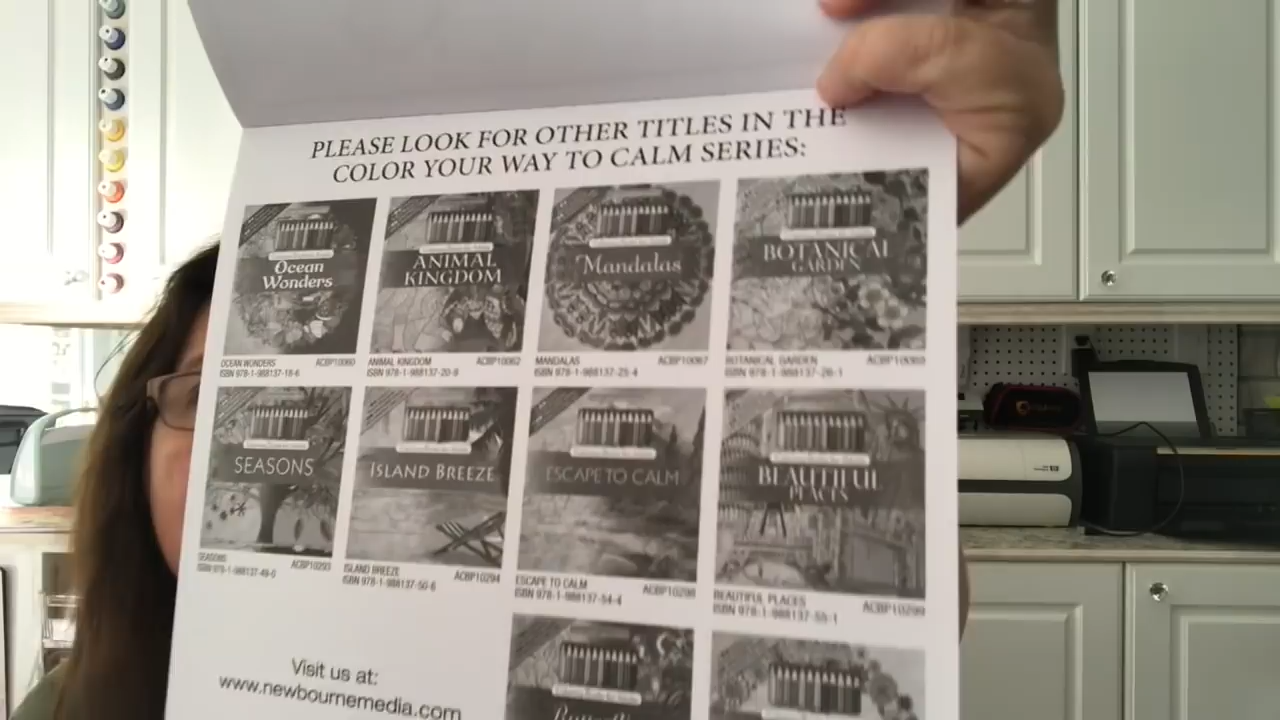 PLEASE LOOK FOR OTHER TITLES IN THE
COLOR YOUR WAY TO CALM SERIES:
Ocean
Wonders
ANIMAL
KINGDOM
Mandalas
BOTANICAL
GARDEN
OCEAN WONDERS ACBP10060
ISBN 978-1-988137-18-6
ANIMAL KINGDOM ACBP10062
ISBN 978-1-988137-20-9
MANDALAS ACBP10067
ISBN 978-1-988137-25-4
BOTANICAL GARDEN
ISBN 978-1-988137-26-1
SEASONS
ISLAND BREEZE
ESCAPE TO CALM
BEAUTIFUL
PLACES
SEASONS ACBP10293
ISBN 978-1-988137-49-0
ISLAND BREEZE ACBP10294
ISBN 978-1-988137-50-6
ESCAPE TO CALM ACBP10298
ISBN 978-1-988137-54-4
BEAUTIFUL PLACES ACBP10299
ISBN 978-1-988137-55-1
Visit us at:
www.newbournemedia.com